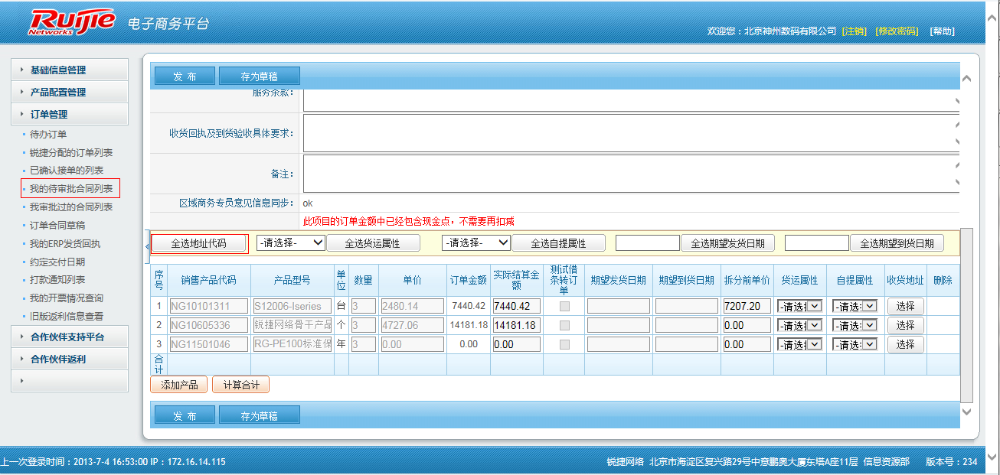 Ruijie Networks 电子商务平台
欢迎您：北京神州数码有限公司 [注销] [修改密码] [帮助]
基础信息管理
产品配置管理
订单管理
待办订单
锐捷分配的订单列表
已确认接单的列表
我的待审批合同列表
我审批过的合同列表
订单合同草稿
我的ERP发货回执
约定交付日期
打款通知列表
我的开票情况查询
旧版返利信息查看
合作伙伴支持平台
合作伙伴返利
发 布 存为草稿
服务条款：
收货回执及到货验收具体要求：
备注：
区域商务专员意见信息同步： ok
此项目的订单金额中已经包含现金点，不需要再扣减
全选地址代码 -请选择- 全选货运属性 -请选择- 全选自提属性 全选期望发货日期 全选期望到货日期
序号 销售产品代码 产品型号 单位 数量 单价 订单金额 实际结算金额 测试借条转订单 期望发货日期 期望到货日期 拆分前单价 货运属性 自提属性 收货地址 删除
1 NG10101311 S12006-Iseries 台 3 2480.14 7440.42 7440.42 7207.20 -请选 -请选 选择
2 NG10605336 锐捷网络骨干产品 个 3 4727.06 14181.18 14181.18 0.00 -请选 -请选 选择
3 NG11501046 RG-PE100标准保 年 3 0.00 0.00 0.00 0.00 -请选 -请选 选择
合计
添加产品 计算合计
发 布 存为草稿
上一次登录时间：2013-7-4 16:53:00 IP：172.16.14.115
锐捷网络 北京市海淀区复兴路29号中意鹏奥大厦东塔A座11层 信息资源部 版本号：234